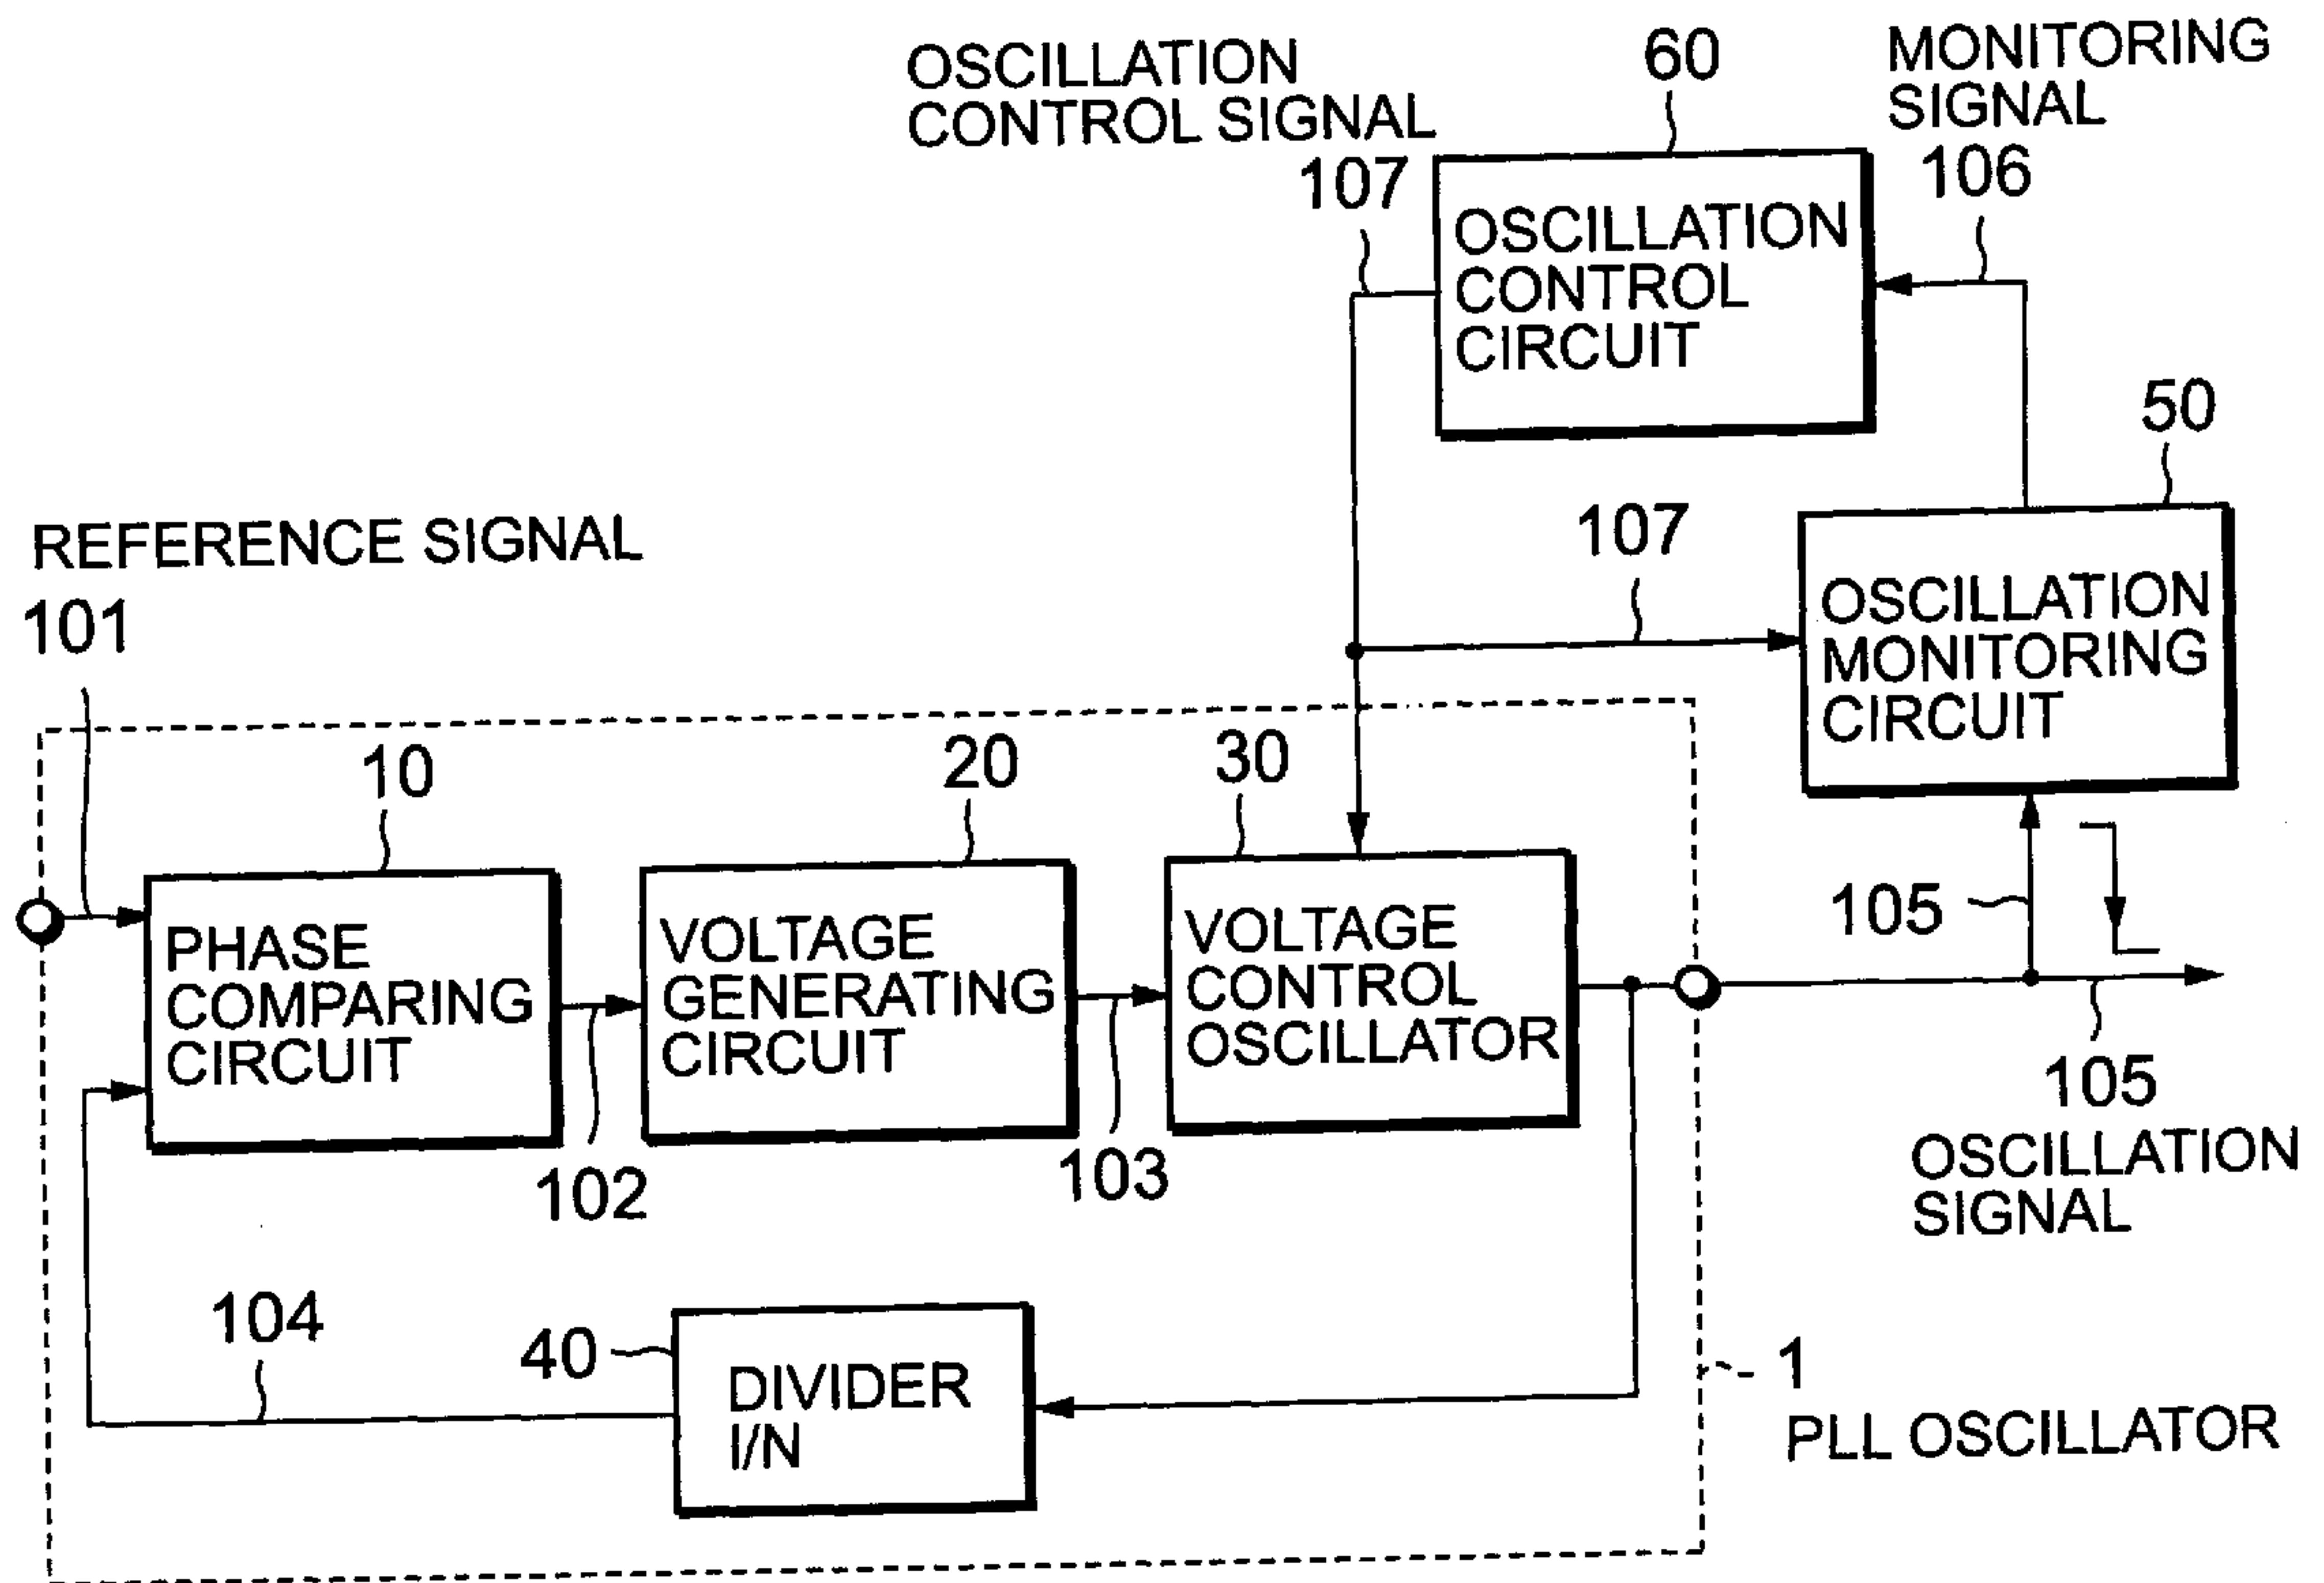 OSCILLATION
CONTROL SIGNAL
107
60
MONITORING
SIGNAL
106
OSCILLATION
CONTROL
CIRCUIT
50
107
OSCILLATION
MONITORING
CIRCUIT
REFERENCE SIGNAL
101
10
20
30
PHASE
COMPARING
CIRCUIT
VOLTAGE
GENERATING
CIRCUIT
VOLTAGE
CONTROL
OSCILLATOR
105
102
103
105
OSCILLATION
SIGNAL
104
40
DIVIDER
I/N
1
PLL OSCILLATOR